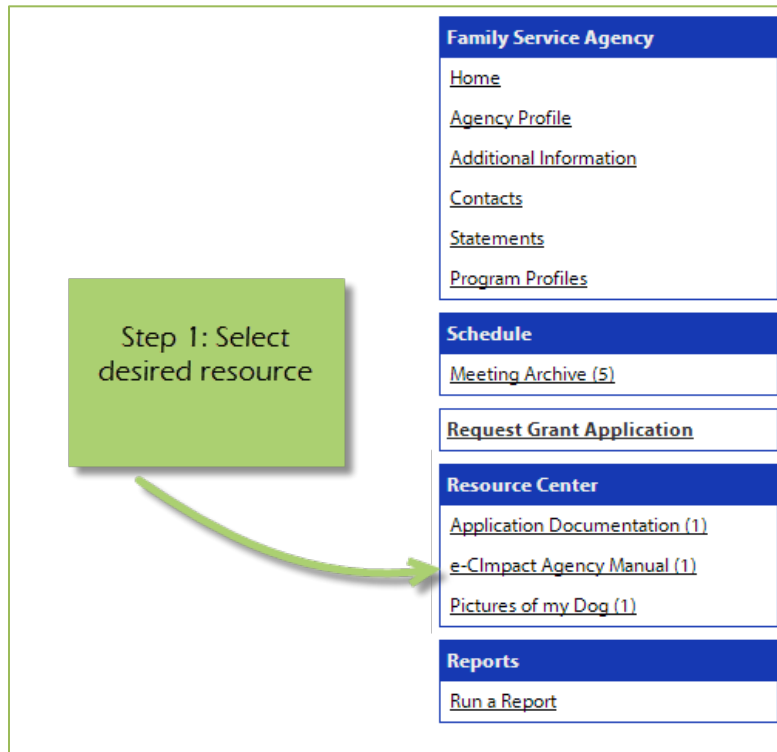 Family Service Agency
Home
Agency Profile
Additional Information
Contacts
Statements
Program Profiles
Step 1: Select
desired resource
Schedule
Meeting Archive (5)
Request Grant Application
Resource Center
Application Documentation (1)
e-CImpact Agency Manual (1)
Pictures of my Dog (1)
Reports
Run a Report